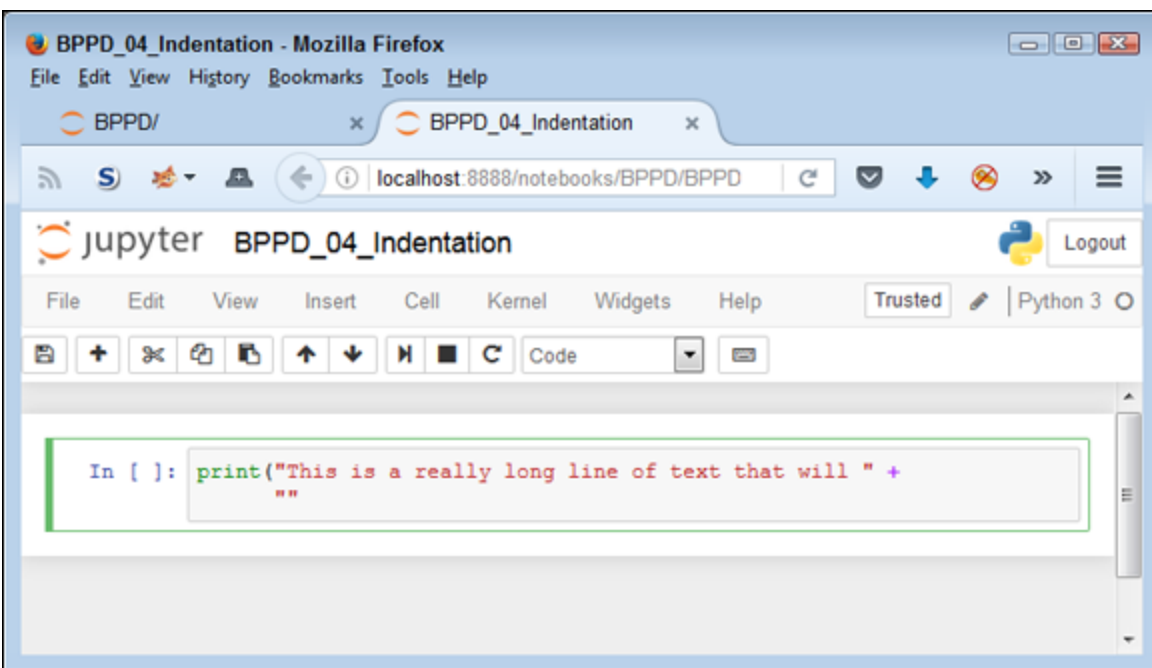 BPPD_04_Indentation - Mozilla Firefox
File Edit View History Bookmarks Tools Help
BPPD/ × BPPD_04_Indentation ×
S localhost:8888/notebooks/BPPD/BPPD
jupyter BPPD_04_Indentation Logout
File Edit View Insert Cell Kernel Widgets Help Trusted Python 3
Code
In [ ]: print("This is a really long line of text that will " +
""